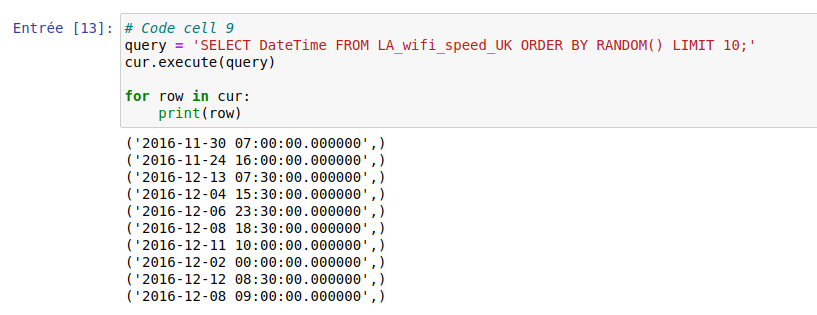 Entrée [13]: # Code cell 9
query = 'SELECT DateTime FROM LA_wifi_speed_UK ORDER BY RANDOM() LIMIT 10;'
cur.execute(query)

for row in cur:
    print(row)

('2016-11-30 07:00:00.000000',)
('2016-11-24 16:00:00.000000',)
('2016-12-13 07:30:00.000000',)
('2016-12-04 15:30:00.000000',)
('2016-12-06 23:30:00.000000',)
('2016-12-08 18:30:00.000000',)
('2016-12-11 10:00:00.000000',)
('2016-12-02 00:00:00.000000',)
('2016-12-12 08:30:00.000000',)
('2016-12-08 09:00:00.000000',)